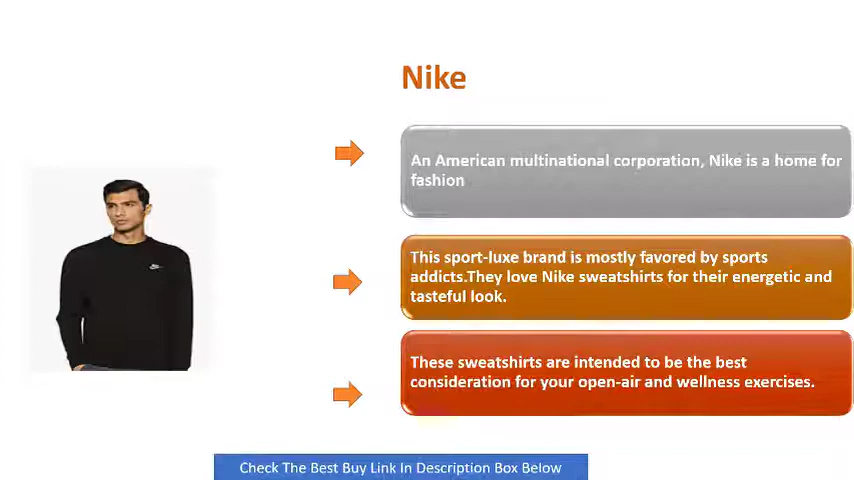 Nike
An American multinational corporation, Nike is a home for
fashion
This sport-luxe brand is mostly favored by sports
addicts.They love Nike sweatshirts for their energetic and
tasteful look.
These sweatshirts are intended to be the best
consideration for your open-air and wellness exercises.
Check The Best Buy Link In Description Box Below